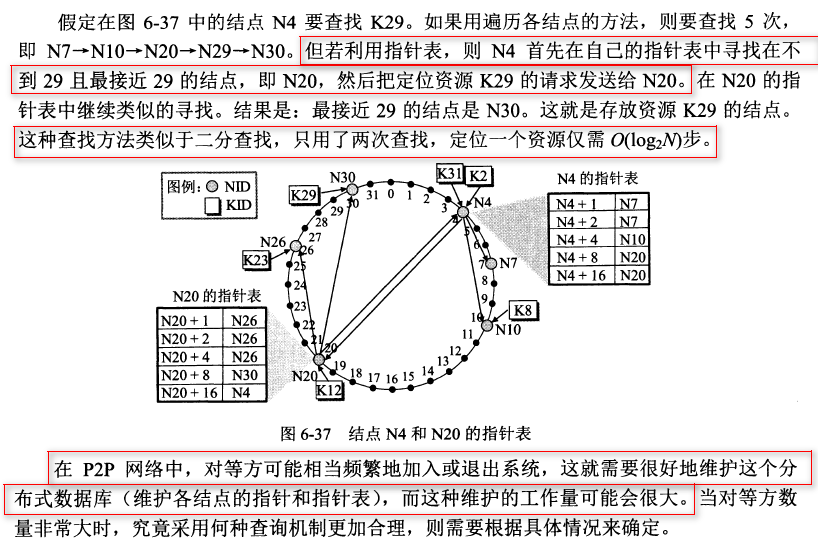 假定在图 6-37 中的结点 N4 要查找 K29。如果用遍历各结点的方法，则要查找 5 次，
即 N7→N10→N20→N29→N30。但若利用指针表，则 N4 首先在自己的指针表中寻找在不
到 29 且最接近 29 的结点，即 N20，然后把定位资源 K29 的请求发送给 N20。在 N20 的指
针表中继续类似的寻找。结果是：最接近 29 的结点是 N30。这就是存放资源 K29 的结点。
这种查找方法类似于二分查找，只用了两次查找，定位一个资源仅需 O(log₂N)步。
图例：
NID
KID
N30
K29
K31
K2
N4
N26
K23
N7
K8
N10
N20
K12
31
0
1
2
3
4
5
6
7
8
9
10
11
12
13
14
15
16
17
18
19
20
21
22
23
24
25
26
27
28
29
N4 的指针表
N4 + 1 N7
N4 + 2 N7
N4 + 4 N10
N4 + 8 N20
N4 + 16 N20
N20 的指针表
N20 + 1 N26
N20 + 2 N26
N20 + 4 N26
N20 + 8 N30
N20 + 16 N4
图 6-37 结点 N4 和 N20 的指针表
在 P2P 网络中，对等方可能相当频繁地加入或退出系统，这就需要很好地维护这个分
布式数据库（维护各结点的指针和指针表），而这种维护的工作量可能会很大。当对等方数
量非常大时，究竟采用何种查询机制更加合理，则需要根据具体情况来确定。